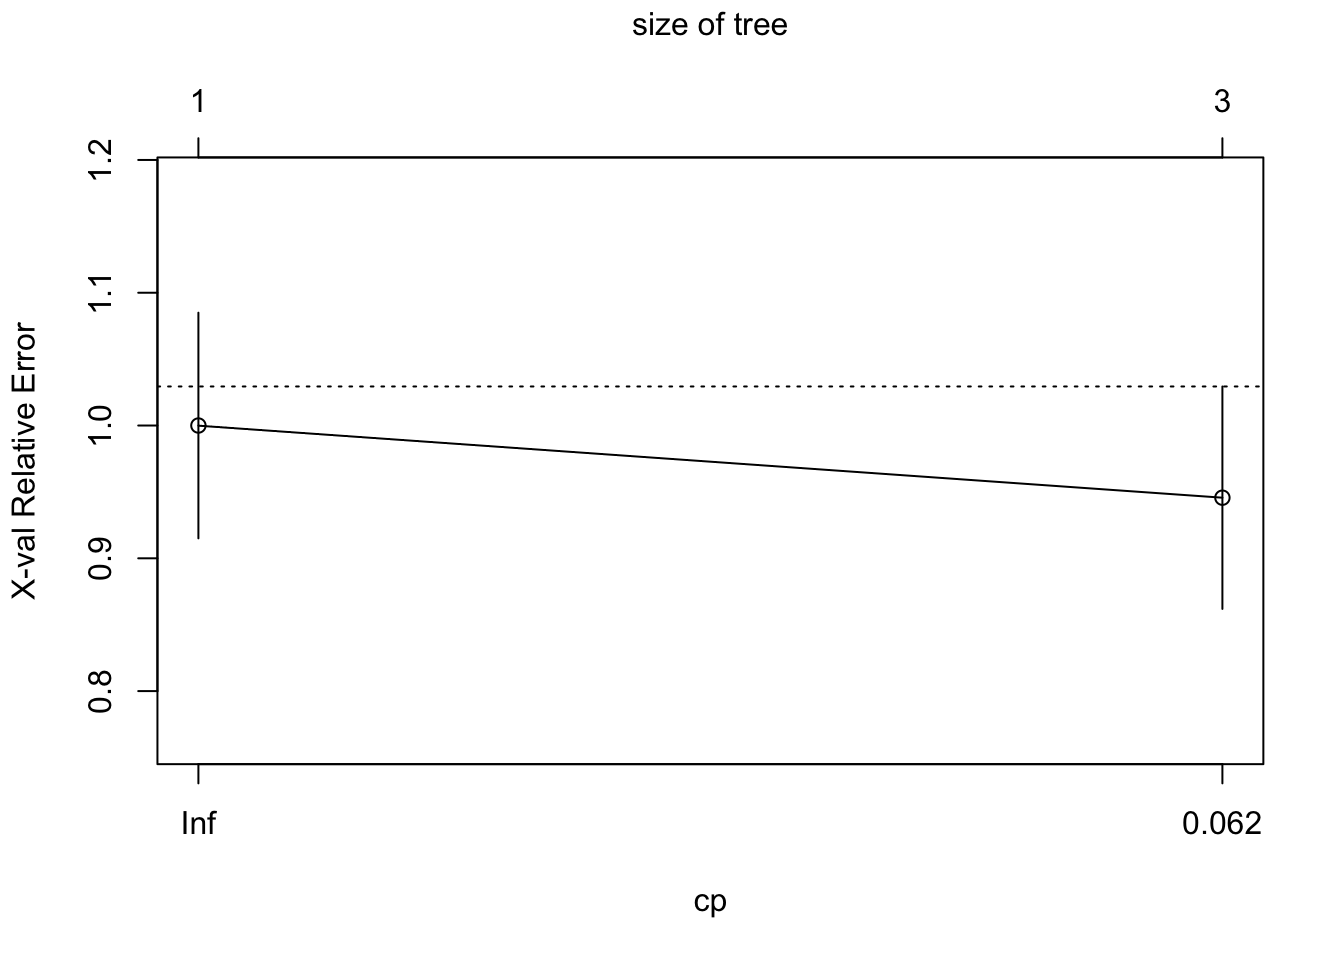 size of tree
1 3
1.2
1.1
1.0
0.9
0.8
X-val Relative Error
Inf 0.062
cp